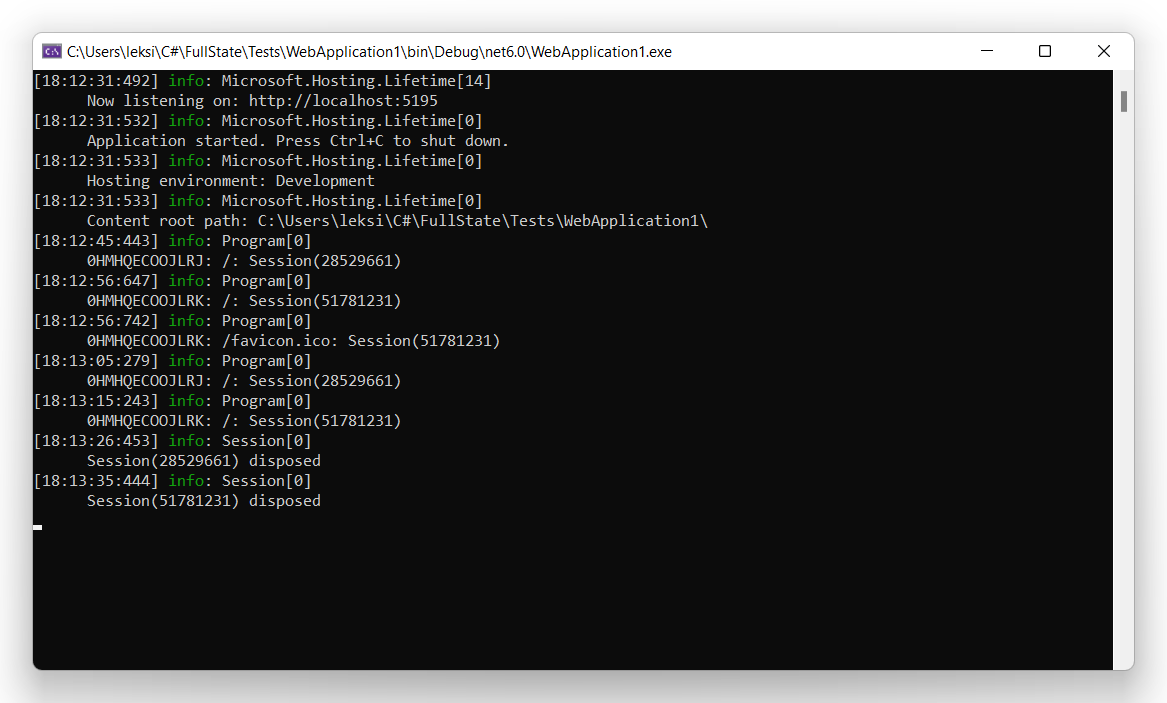 C:\Users\leksi\C#\FullState\Tests\WebApplication1\bin\Debug\net6.0\WebApplication1.exe
[18:12:31:492] info: Microsoft.Hosting.Lifetime[14]
      Now listening on: http://localhost:5195
[18:12:31:532] info: Microsoft.Hosting.Lifetime[0]
      Application started. Press Ctrl+C to shut down.
[18:12:31:533] info: Microsoft.Hosting.Lifetime[0]
      Hosting environment: Development
[18:12:31:533] info: Microsoft.Hosting.Lifetime[0]
      Content root path: C:\Users\leksi\C#\FullState\Tests\WebApplication1\
[18:12:45:443] info: Program[0]
      0HMHQECOOJLRJ: /: Session(28529661)
[18:12:56:647] info: Program[0]
      0HMHQECOOJLRK: /: Session(51781231)
[18:12:56:742] info: Program[0]
      0HMHQECOOJLRK: /favicon.ico: Session(51781231)
[18:13:05:279] info: Program[0]
      0HMHQECOOJLRJ: /: Session(28529661)
[18:13:15:243] info: Program[0]
      0HMHQECOOJLRK: /: Session(51781231)
[18:13:26:453] info: Session[0]
      Session(28529661) disposed
[18:13:35:444] info: Session[0]
      Session(51781231) disposed